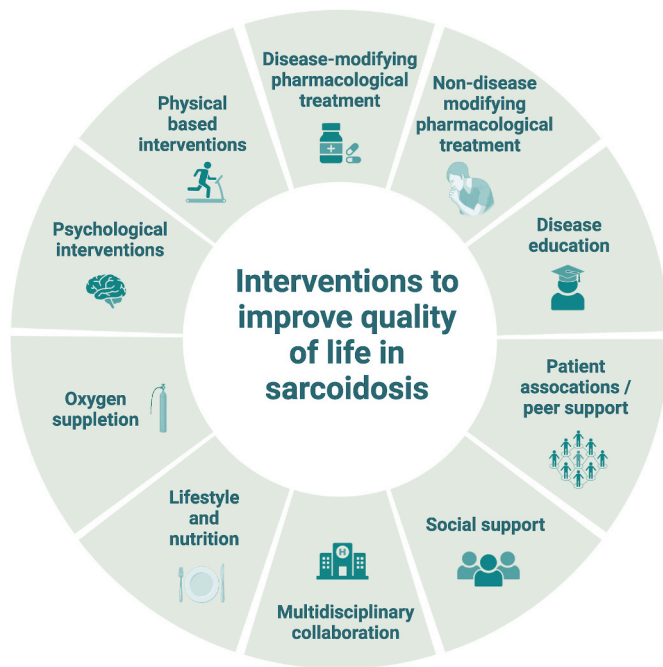 Interventions to
improve quality
of life in
sarcoidosis
Disease-modifying
pharmacological
treatment
Non-disease
modifying
pharmacological
treatment
Disease
education
Patient
assocations /
peer support
Social support
Multidisciplinary
collaboration
Lifestyle
and
nutrition
Oxygen
suppletion
Psychological
interventions
Physical
based
interventions
H